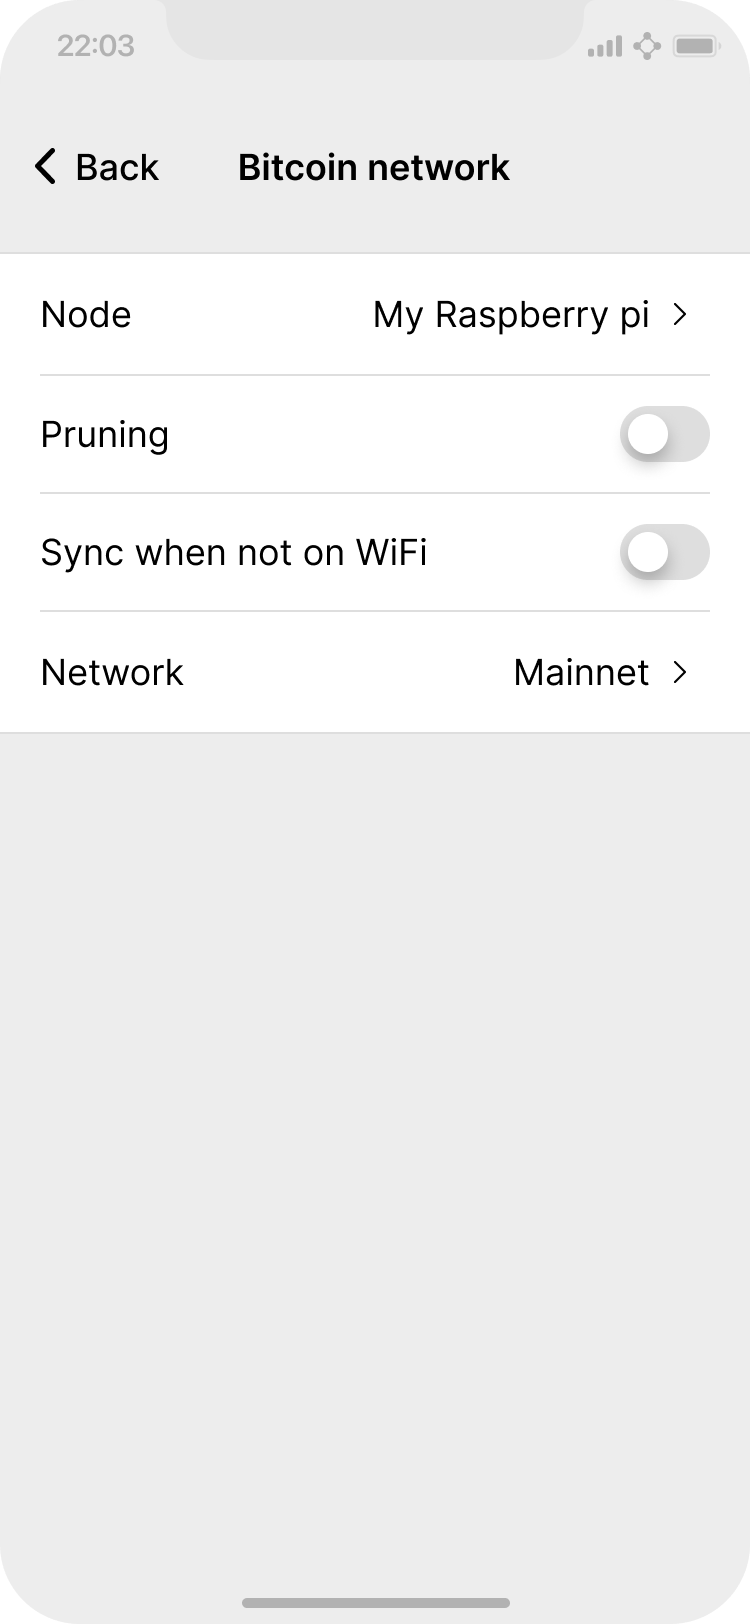 22:03
Back Bitcoin network
Node My Raspberry pi
Pruning
Sync when not on WiFi
Network Mainnet